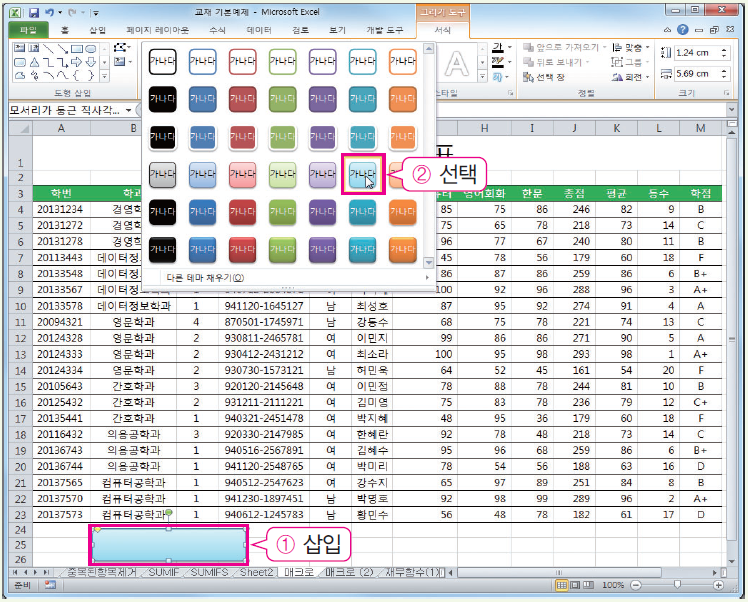 교재 기본예제 - Microsoft Excel
그리기 도구
파일 홈 삽입 페이지 레이아웃 수식 데이터 검토 보기 개발 도구 서식
가나다 가나다 가나다 가나다 가나다 가나다 가나다
가나다 가나다 가나다 가나다 가나다 가나다 가나다
가나다 가나다 가나다 가나다 가나다 가나다 가나다
가나다 가나다 가나다 가나다 가나다 가나다
가나다 가나다 가나다 가나다 가나다 가나다 가나다
가나다 가나다 가나다 가나다 가나다 가나다 가나다
다른 테마 채우기(O)
도형 삽입
가
앞으로 가져오기 맞춤
뒤로 보내기 그룹
선택 창 회전
1.24 cm
5.69 cm
스타일 정렬 크기
모서리가 둥근 직사각...
② 선택
표
A B H I J K L M
1
2
3 학번 학과 영어회화 한문 총점 평균 등수 학점
4 20131234 경영학 85 75 86 246 82 9 B
5 20131272 경영학 75 65 78 218 73 14 C
6 20131278 경영학 96 77 67 240 80 11 B
7 20113443 데이터정보 45 78 56 179 60 18 F
8 20133548 데이터정보 86 87 86 259 86 6 B+
9 20133567 데이터정보학과 100 92 96 288 96 3 A+
10 20133578 데이터정보학과 1 941120-1645127 남 최성호 87 95 92 274 91 4 A
11 20094321 영문학과 4 870501-1745971 남 강동수 68 75 78 221 74 13 C
12 20124328 영문학과 2 930811-2465781 여 이민지 99 86 86 271 90 5 A
13 20124333 영문학과 2 930412-2431212 여 최소라 100 95 98 293 98 1 A+
14 20124334 영문학과 2 930730-1573121 남 허민욱 64 52 45 161 54 20 F
15 20105643 간호학과 3 920120-2145648 여 이민정 78 88 78 244 81 10 B
16 20125432 간호학과 2 931211-2111221 여 김미영 75 83 78 236 79 12 C+
17 20135441 간호학과 1 940321-2451478 여 박지혜 48 95 36 179 60 18 F
18 20116432 의용공학과 3 920330-2147985 여 한혜란 92 78 48 218 73 14 C
19 20136743 의용공학과 1 940516-2567891 여 김혜수 95 96 68 259 86 6 B+
20 20136744 의용공학과 1 941120-2548765 여 박미리 78 54 56 188 63 16 D
21 20137565 컴퓨터공학과 1 940512-2547623 여 강수지 65 97 89 251 84 8 B
22 20137570 컴퓨터공학과 1 941230-1897451 남 박명호 92 98 99 289 96 2 A+
23 20137573 컴퓨터공학과 1 940612-1245783 남 황민수 56 48 78 182 61 17 D
24
25
26
① 삽입
중복된항목제거 SUMIF SUMIFS Sheet2 매크로 매크로 (2) 재무함수(1)
준비 100%